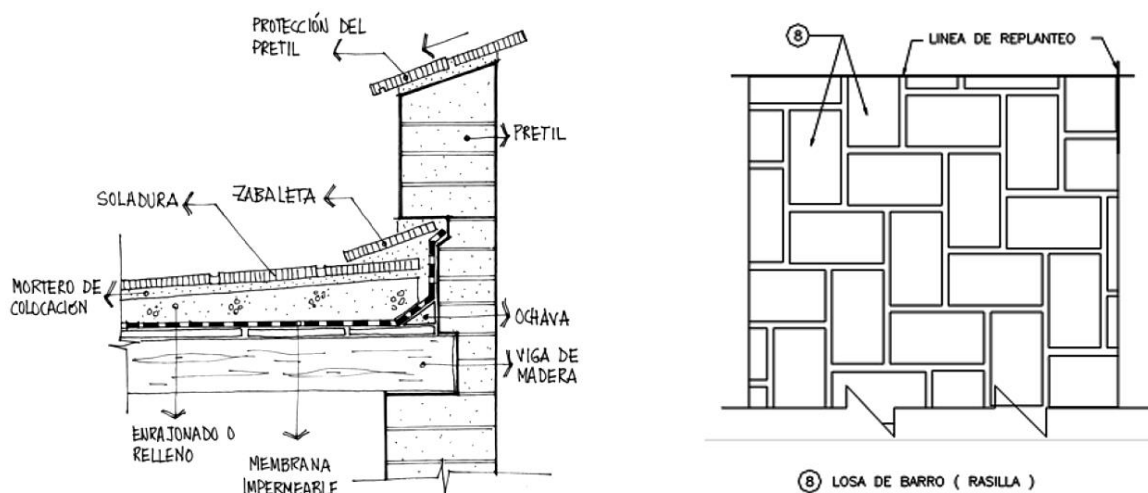 PROTECCIÓN DEL
PRETIL
PRETIL
ZABALETA
SOLADURA
MORTERO DE
COLOCACIÓN
OCHAVA
VIGA DE
MADERA
ENRAJONADO O
RELLENO
MEMBRANA
IMPERMEABLE
8
LINEA DE REPLANTEO
8 LOSA DE BARRO ( RASILLA )